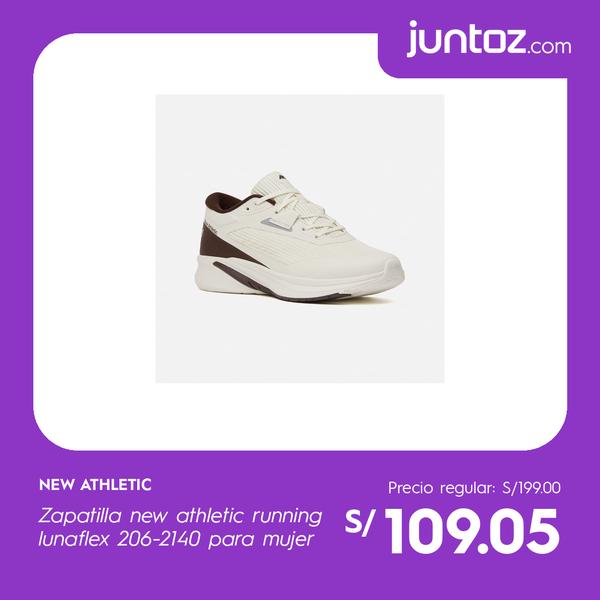 juntoz.com
NEW ATHLETIC
Zapatilla new athletic running
lunaflex 206-2140 para mujer
Precio regular: S/199.00
S/ 109.05